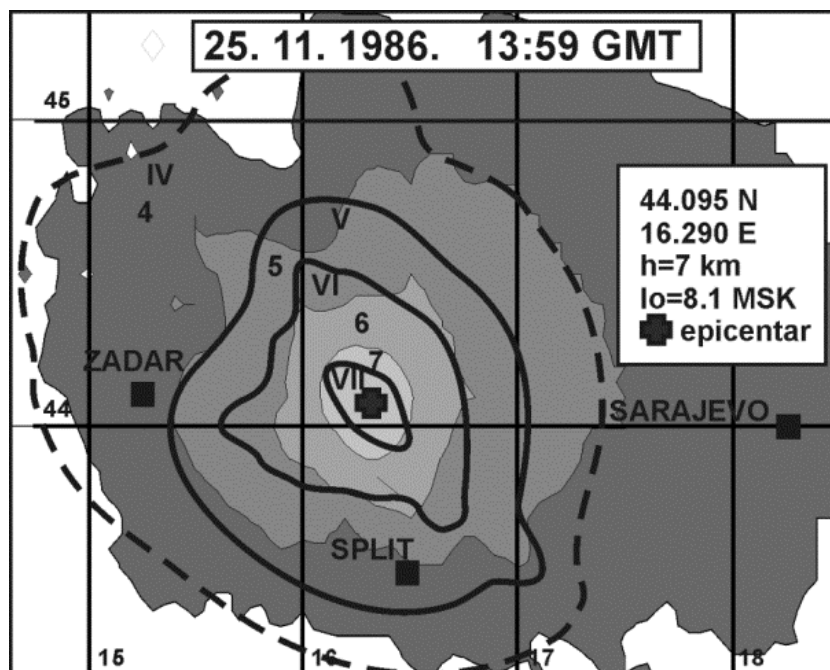 25. 11. 1986. 13:59 GMT
45
IV
4
V
5
VI
6
7
VII
44.095 N
16.290 E
h=7 km
Io=8.1 MSK
epicentar
ZADAR
44
SARAJEVO
SPLIT
15
16
17
18